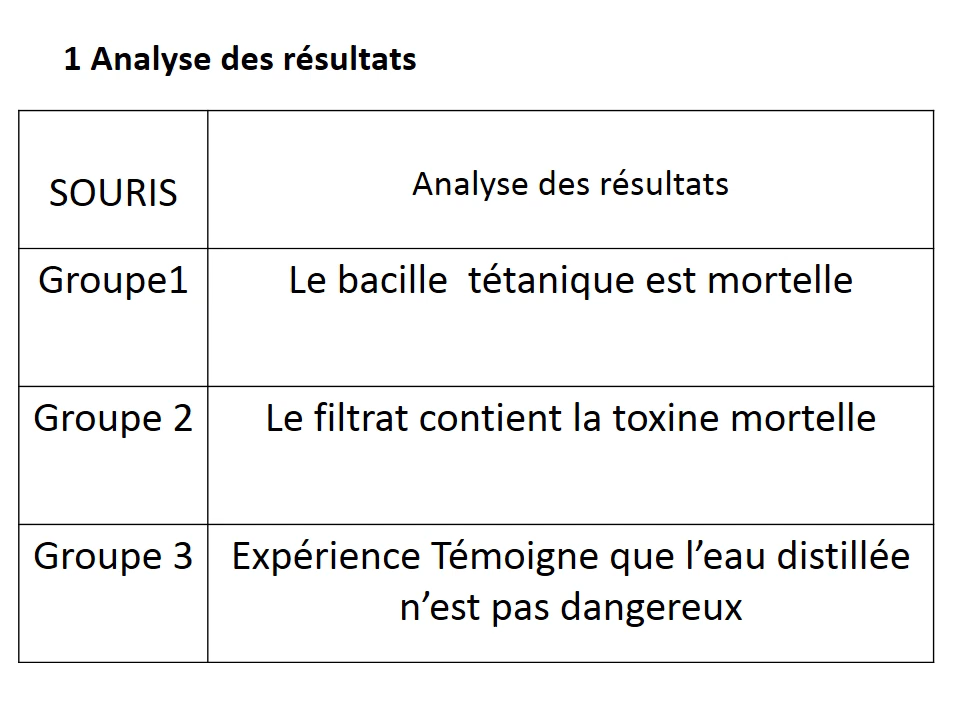 1 Analyse des résultats
SOURIS
Analyse des résultats
Groupe1
Le bacille  tétanique est mortelle
Groupe 2
Le filtrat contient la toxine mortelle
Groupe 3
Expérience Témoigne que l’eau distillée
n’est pas dangereux